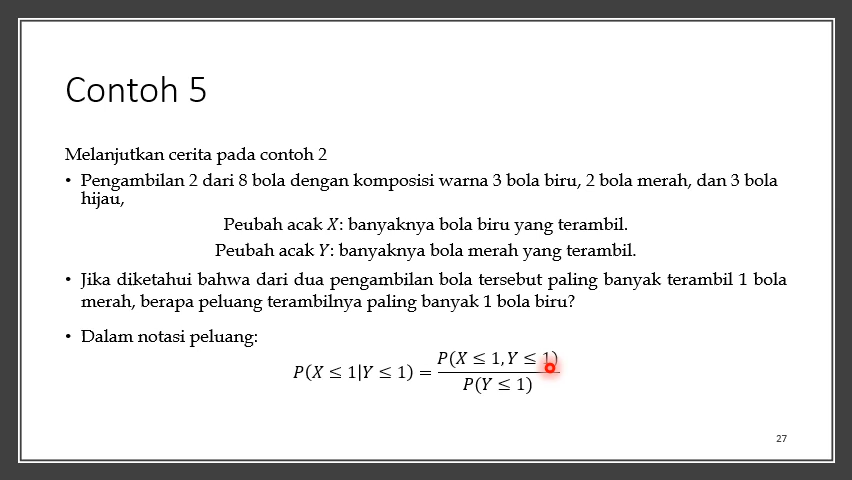 Contoh 5
Melanjutkan cerita pada contoh 2
• Pengambilan 2 dari 8 bola dengan komposisi warna 3 bola biru, 2 bola merah, dan 3 bola
hijau,
Peubah acak 𝑋: banyaknya bola biru yang terambil.
Peubah acak 𝑌: banyaknya bola merah yang terambil.
• Jika diketahui bahwa dari dua pengambilan bola tersebut paling banyak terambil 1 bola
merah, berapa peluang terambilnya paling banyak 1 bola biru?
• Dalam notasi peluang:
𝑃(𝑋 ≤ 1|𝑌 ≤ 1) = 𝑃(𝑋 ≤ 1, 𝑌 ≤ 1) / 𝑃(𝑌 ≤ 1)
27